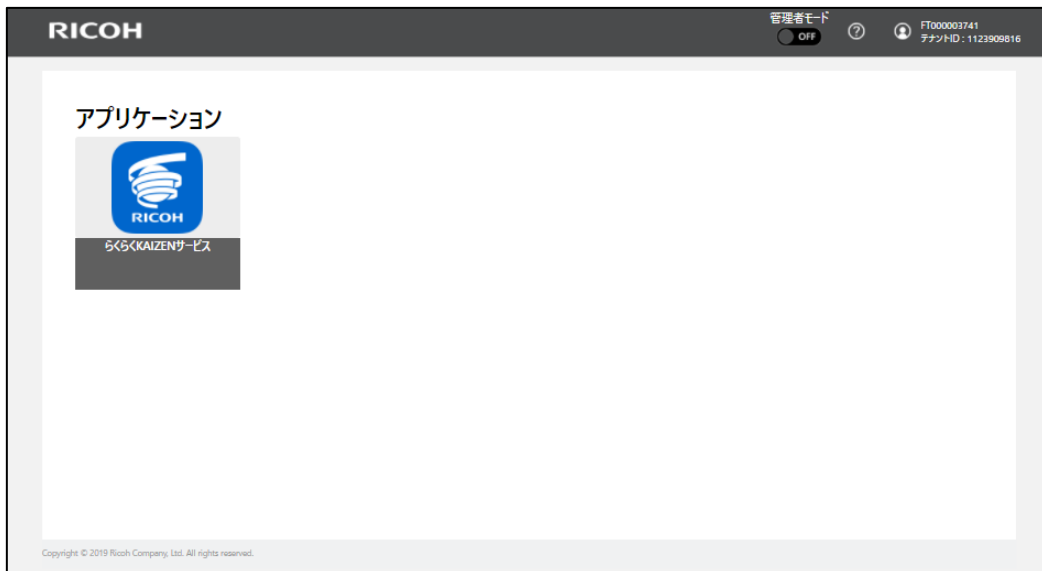 RICOH
管理者モード
OFF
?
FT000003741
テナントID : 1123909816
アプリケーション
RICOH
らくらくKAIZENサービス
Copyright © 2019 Ricoh Company, Ltd. All rights reserved.